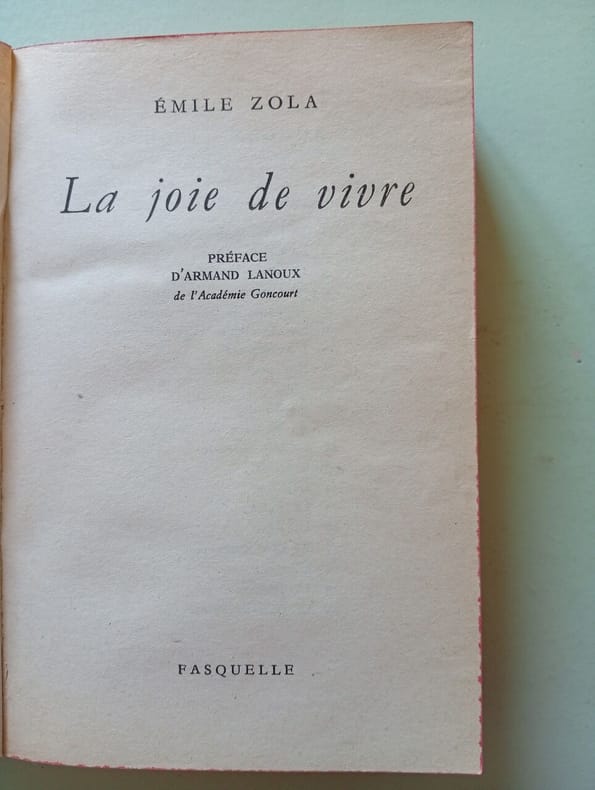 ÉMILE ZOLA
La joie de vivre
PRÉFACE
D'ARMAND LANOUX
de l'Académie Goncourt
FASQUELLE